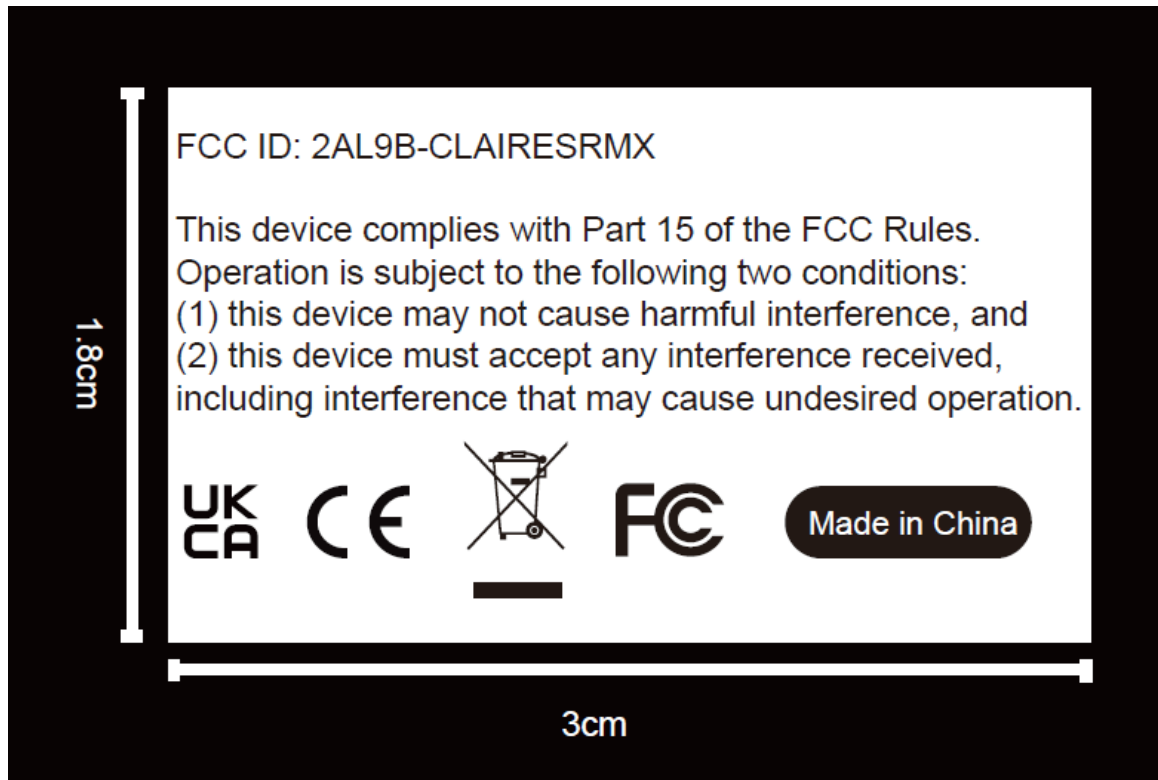 FCC ID: 2AL9B-CLAIRESRMX
This device complies with Part 15 of the FCC Rules.
Operation is subject to the following two conditions:
(1) this device may not cause harmful interference, and
(2) this device must accept any interference received,
including interference that may cause undesired operation.
UK
CA
CE
FC
Made in China
1.8cm
3cm